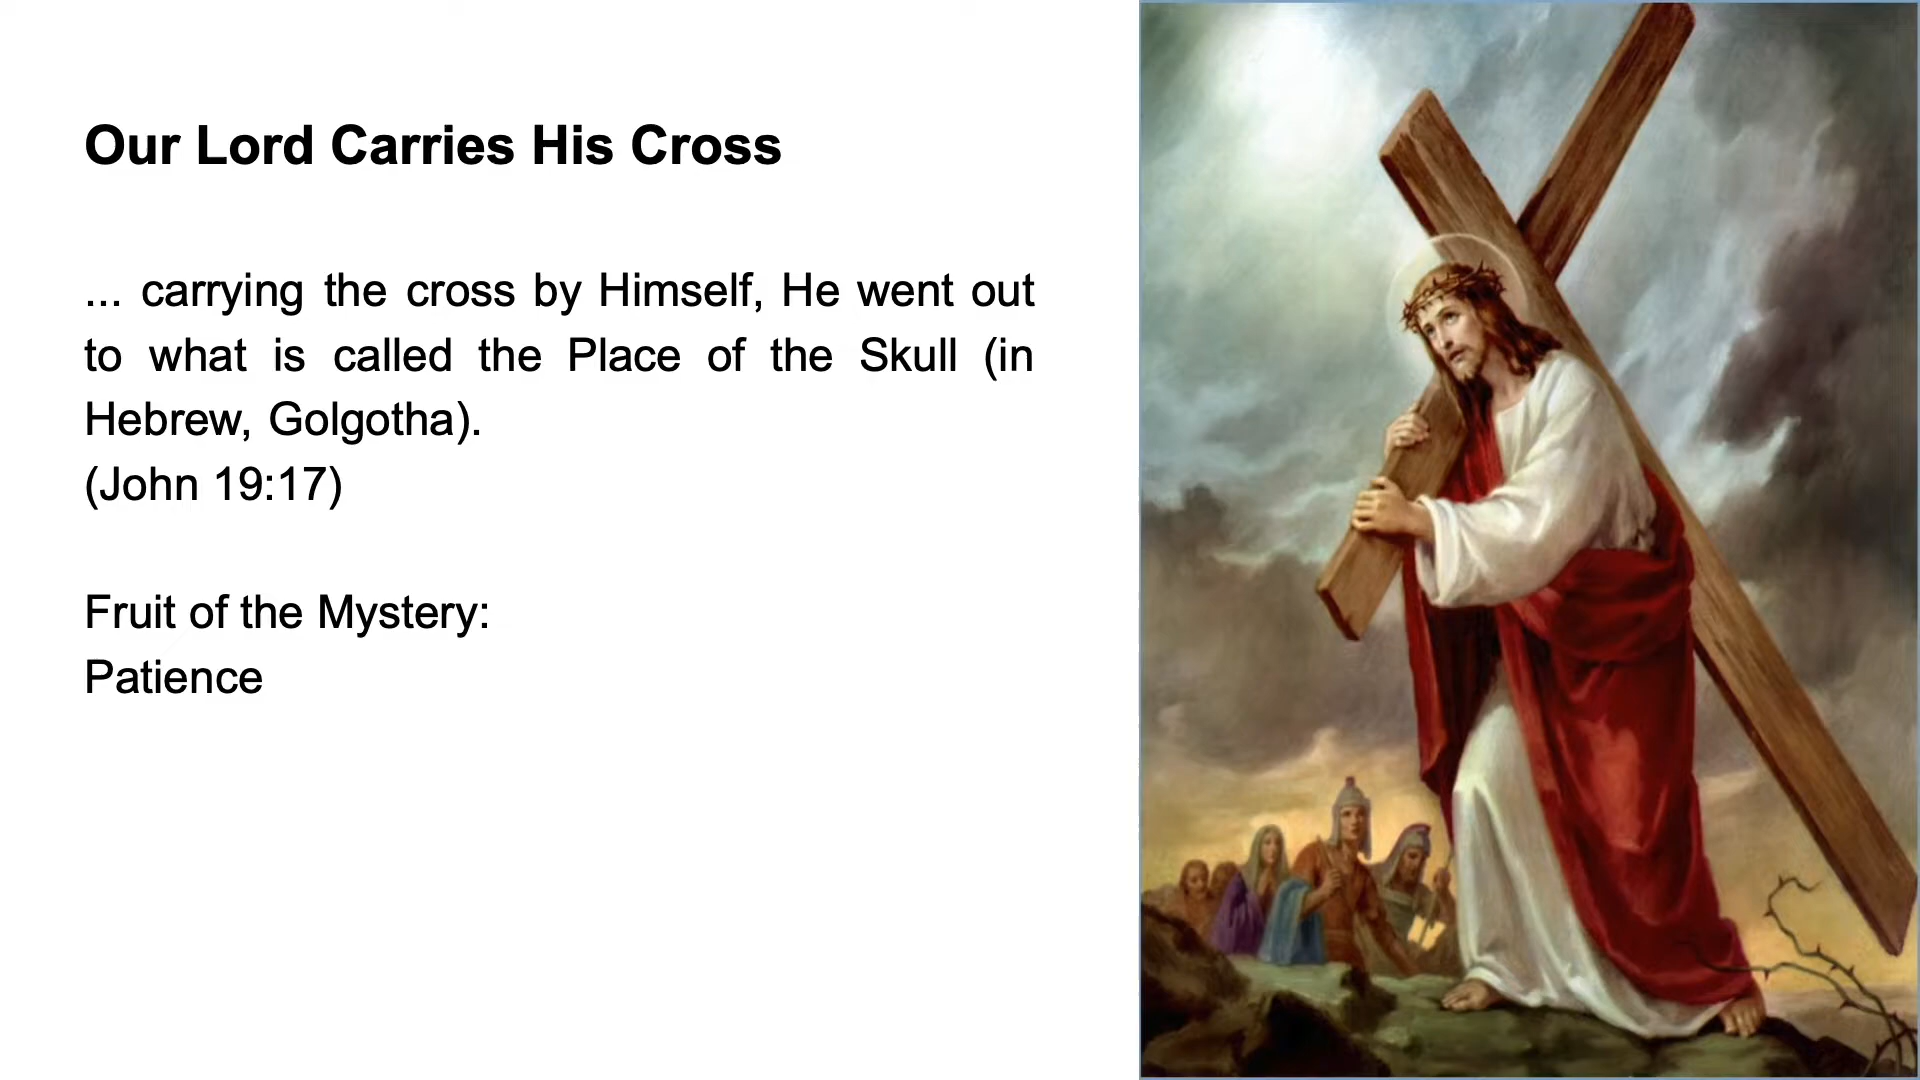 Our Lord Carries His Cross
... carrying the cross by Himself, He went out
to what is called the Place of the Skull (in
Hebrew, Golgotha).
(John 19:17)
Fruit of the Mystery:
Patience